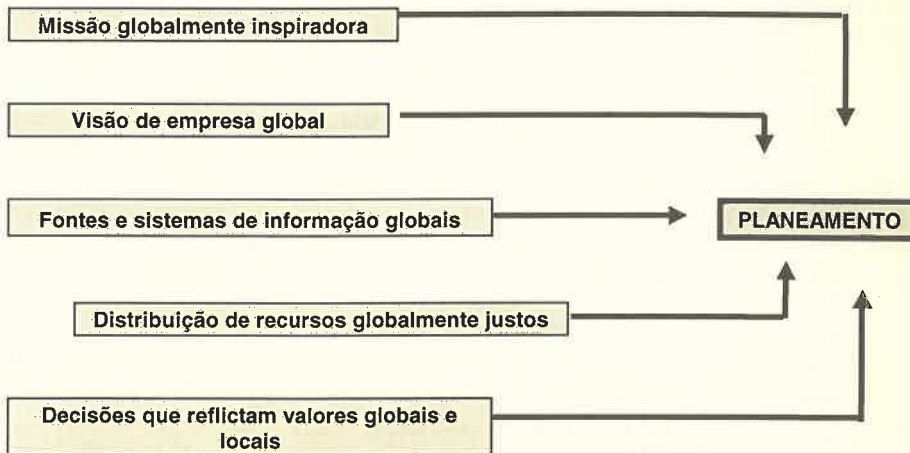 Missão globalmente inspiradora
Visão de empresa global
Fontes e sistemas de informação globais
PLANEAMENTO
Distribuição de recursos globalmente justos
Decisões que reflictam valores globais e
locais